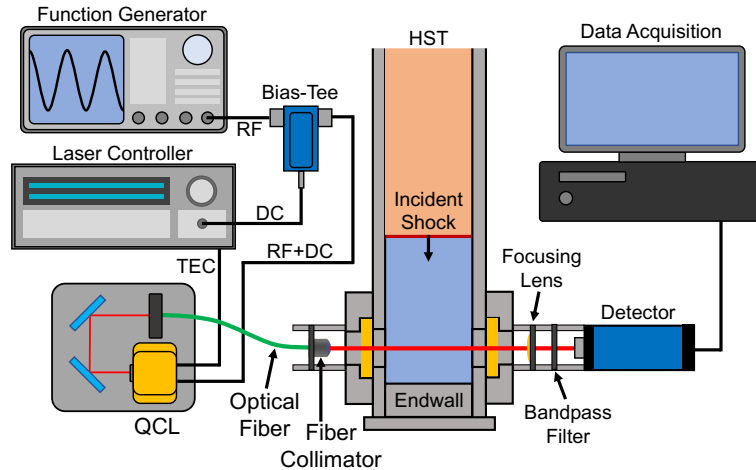 Function Generator
HST
Data Acquisition
Bias-Tee
RF
Laser Controller
DC
Incident
Shock
RF+DC
TEC
Focusing
Lens
Detector
Optical
Fiber
QCL
Fiber
Collimator
Endwall
Bandpass
Filter